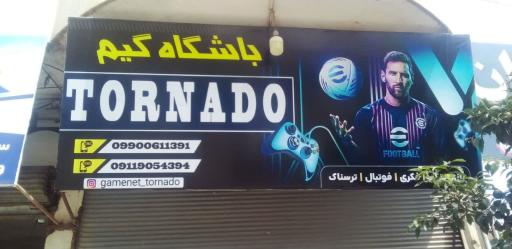 باشگاه گیم
TORNADO
09900611391
09119054394
gamenet_tornado
e
FOOTBALL
فوتبال | ترسناک